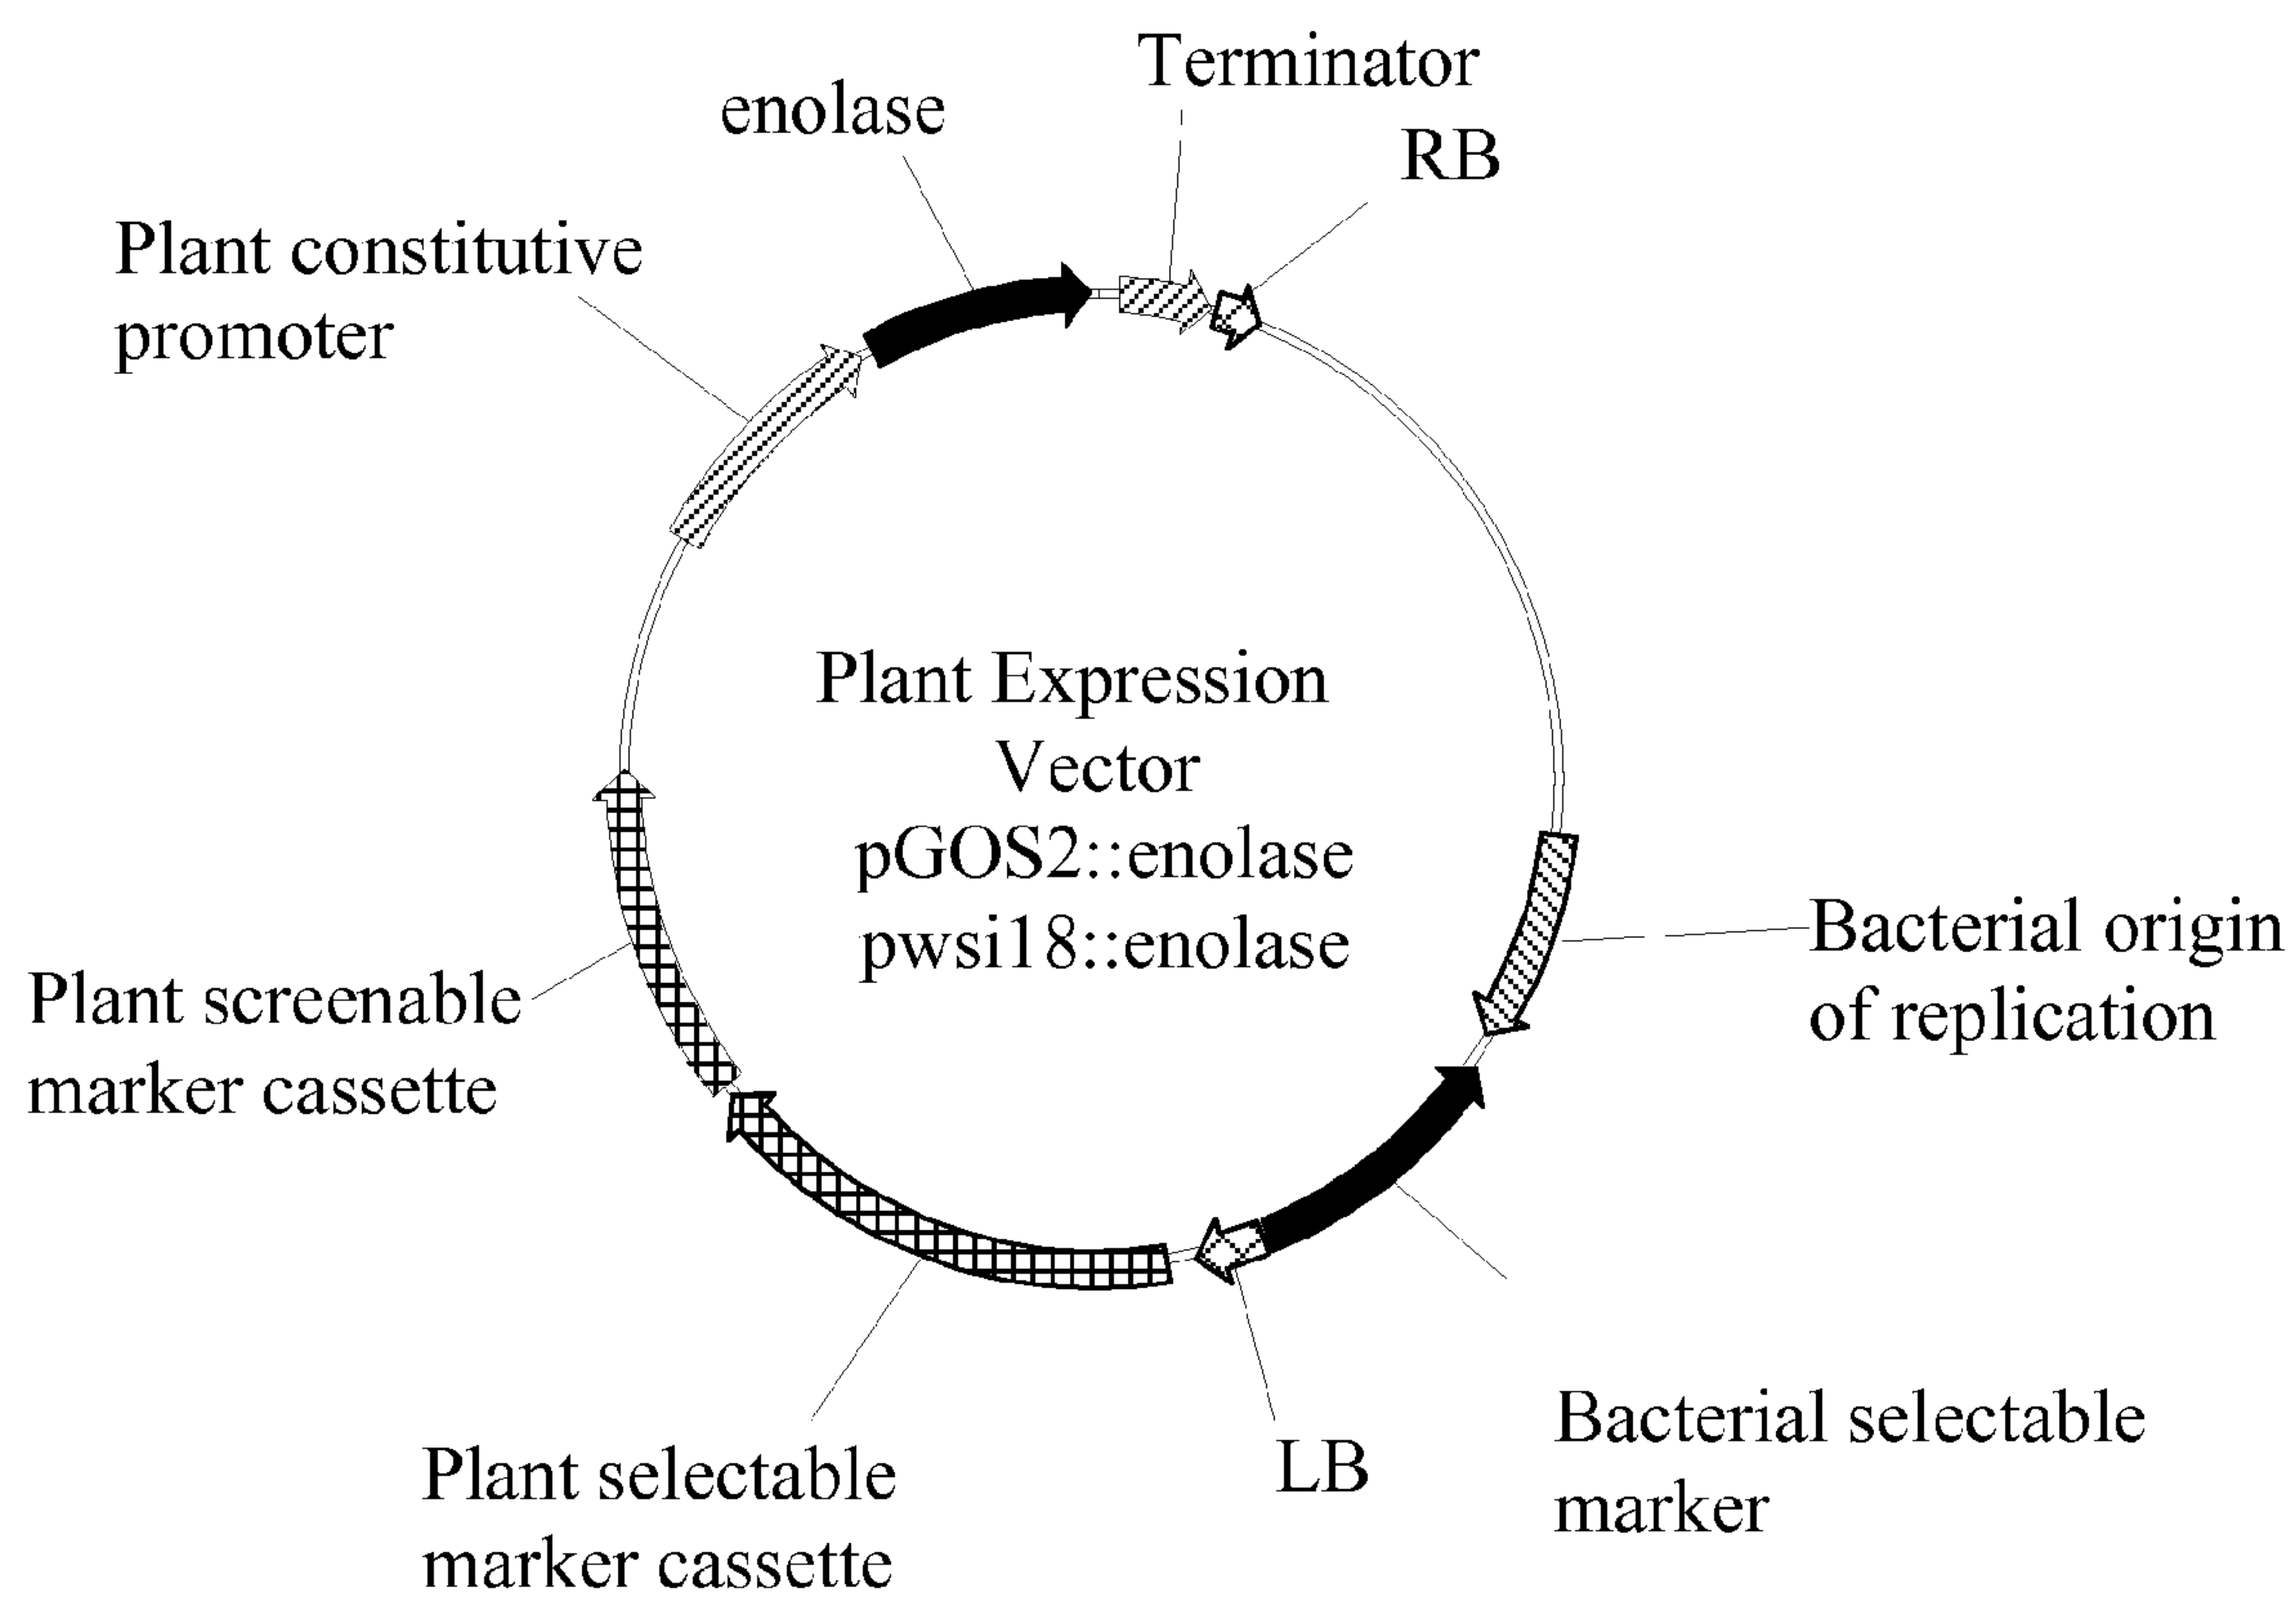 Terminator
enolase
RB
Plant constitutive
promoter
Plant Expression
Vector
pGOS2::enolase
pwsi18::enolase
Bacterial origin
of replication
Plant screenable
marker cassette
Bacterial selectable
marker
LB
Plant selectable
marker cassette